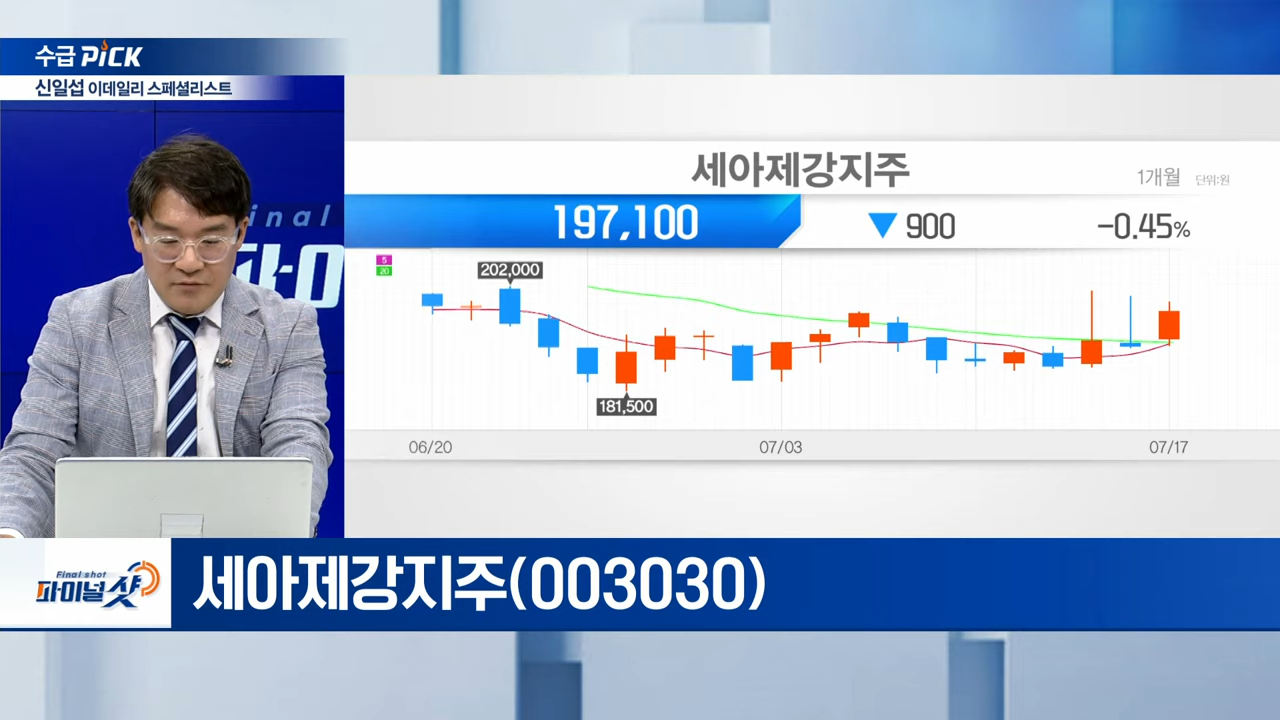 수급 PiCK
신일섭 이데일리 스페셜리스트
inal
파이
세아제강지주
1개월 단위:원
197,100 ▼ 900 -0.45%
5
20
202,000
181,500
06/20 07/03 07/17
Final shot
파이널샷
세아제강지주(003030)